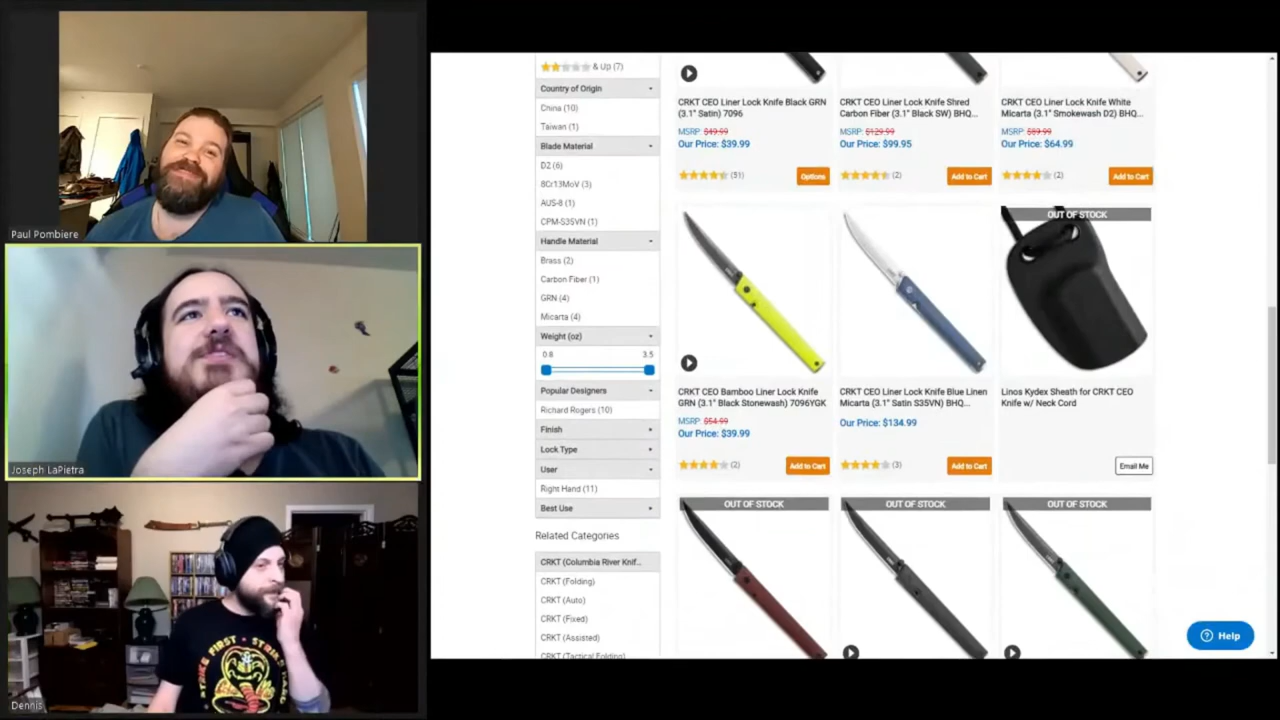 Paul Pombiere
Joseph LaPietra
Dennis
STRIKE FIRST • STRIKE HARD
& Up (7)
Country of Origin
China (10)
Taiwan (1)
Blade Material
D2 (6)
8Cr13MoV (3)
AUS-8 (1)
CPM-S35VN (1)
Handle Material
Brass (2)
Carbon Fiber (1)
GRN (4)
Micarta (4)
Weight (oz)
0.8 3.5
Popular Designers
Richard Rogers (10)
Finish
Lock Type
User
Right Hand (11)
Best Use
Related Categories
CRKT (Columbia River Knif...
CRKT (Folding)
CRKT (Auto)
CRKT (Fixed)
CRKT (Assisted)
CRKT (Tactical Folding)
CRKT CEO Liner Lock Knife Black GRN
(3.1" Satin) 7096
MSRP: $49.99
Our Price: $39.99
(51)
Options
CRKT CEO Liner Lock Knife Shred
Carbon Fiber (3.1" Black SW) BHQ...
MSRP: $129.99
Our Price: $99.95
(2)
Add to Cart
CRKT CEO Liner Lock Knife White
Micarta (3.1" Smokewash D2) BHQ...
MSRP: $89.99
Our Price: $64.99
(2)
Add to Cart
CRKT CEO Bamboo Liner Lock Knife
GRN (3.1" Black Stonewash) 7096YGK
MSRP: $54.99
Our Price: $39.99
(2)
Add to Cart
CRKT CEO Liner Lock Knife Blue Linen
Micarta (3.1" Satin S35VN) BHQ...
Our Price: $134.99
(3)
Add to Cart
OUT OF STOCK
Linos Kydex Sheath for CRKT CEO
Knife w/ Neck Cord
Email Me
OUT OF STOCK
OUT OF STOCK
OUT OF STOCK
Help